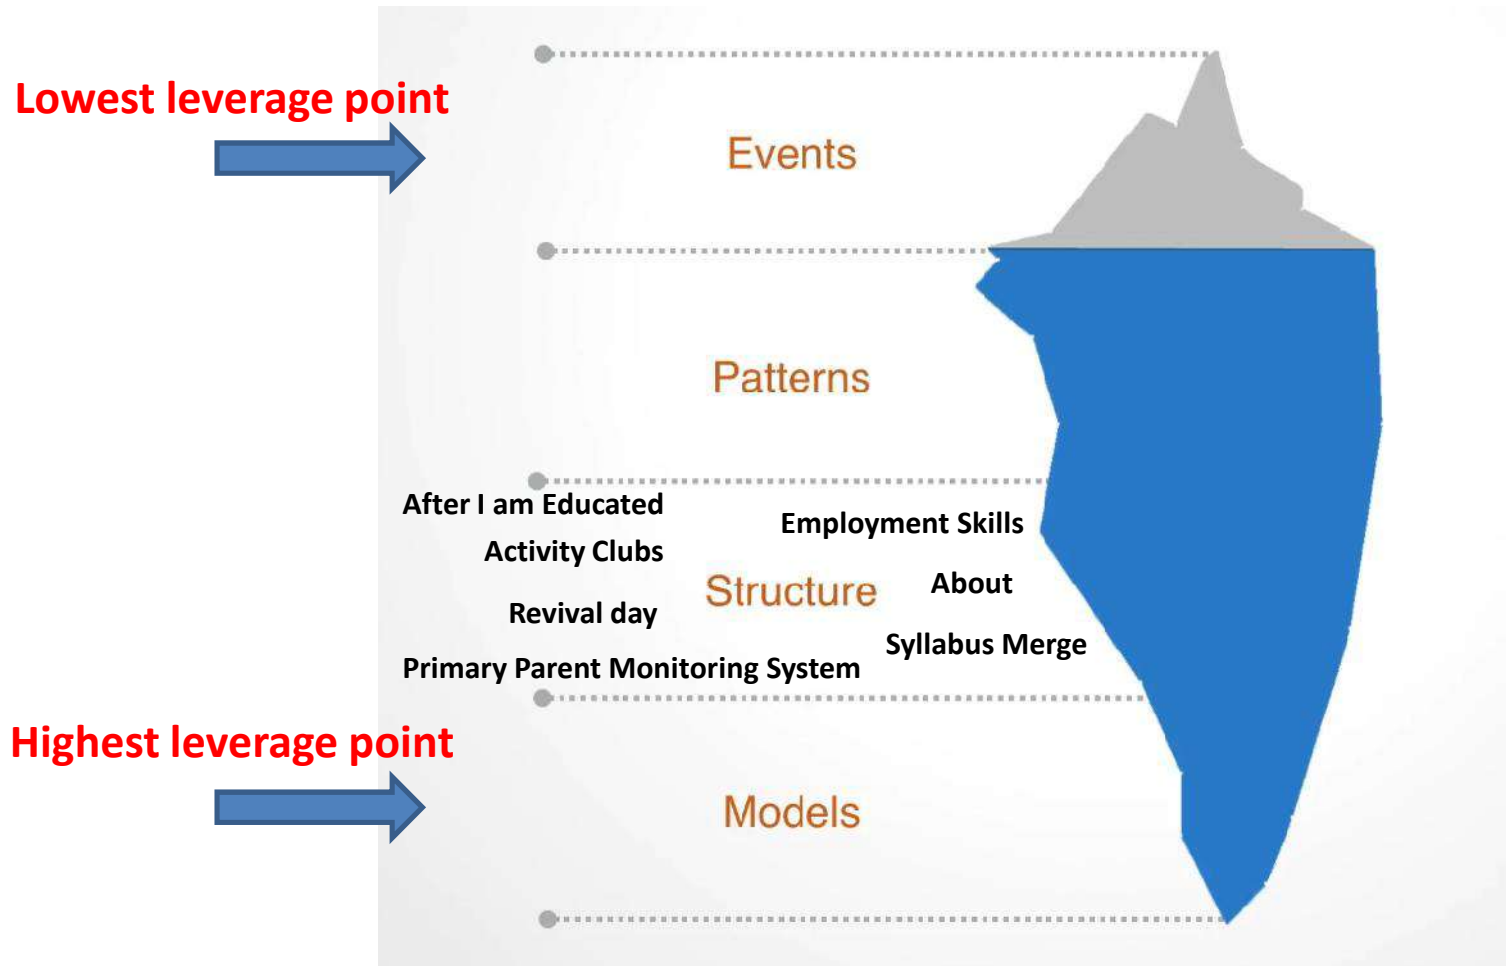 Lowest leverage point
Events
Patterns
After I am Educated
Employment Skills
Activity Clubs
Structure
About
Revival day
Syllabus Merge
Primary Parent Monitoring System
Highest leverage point
Models